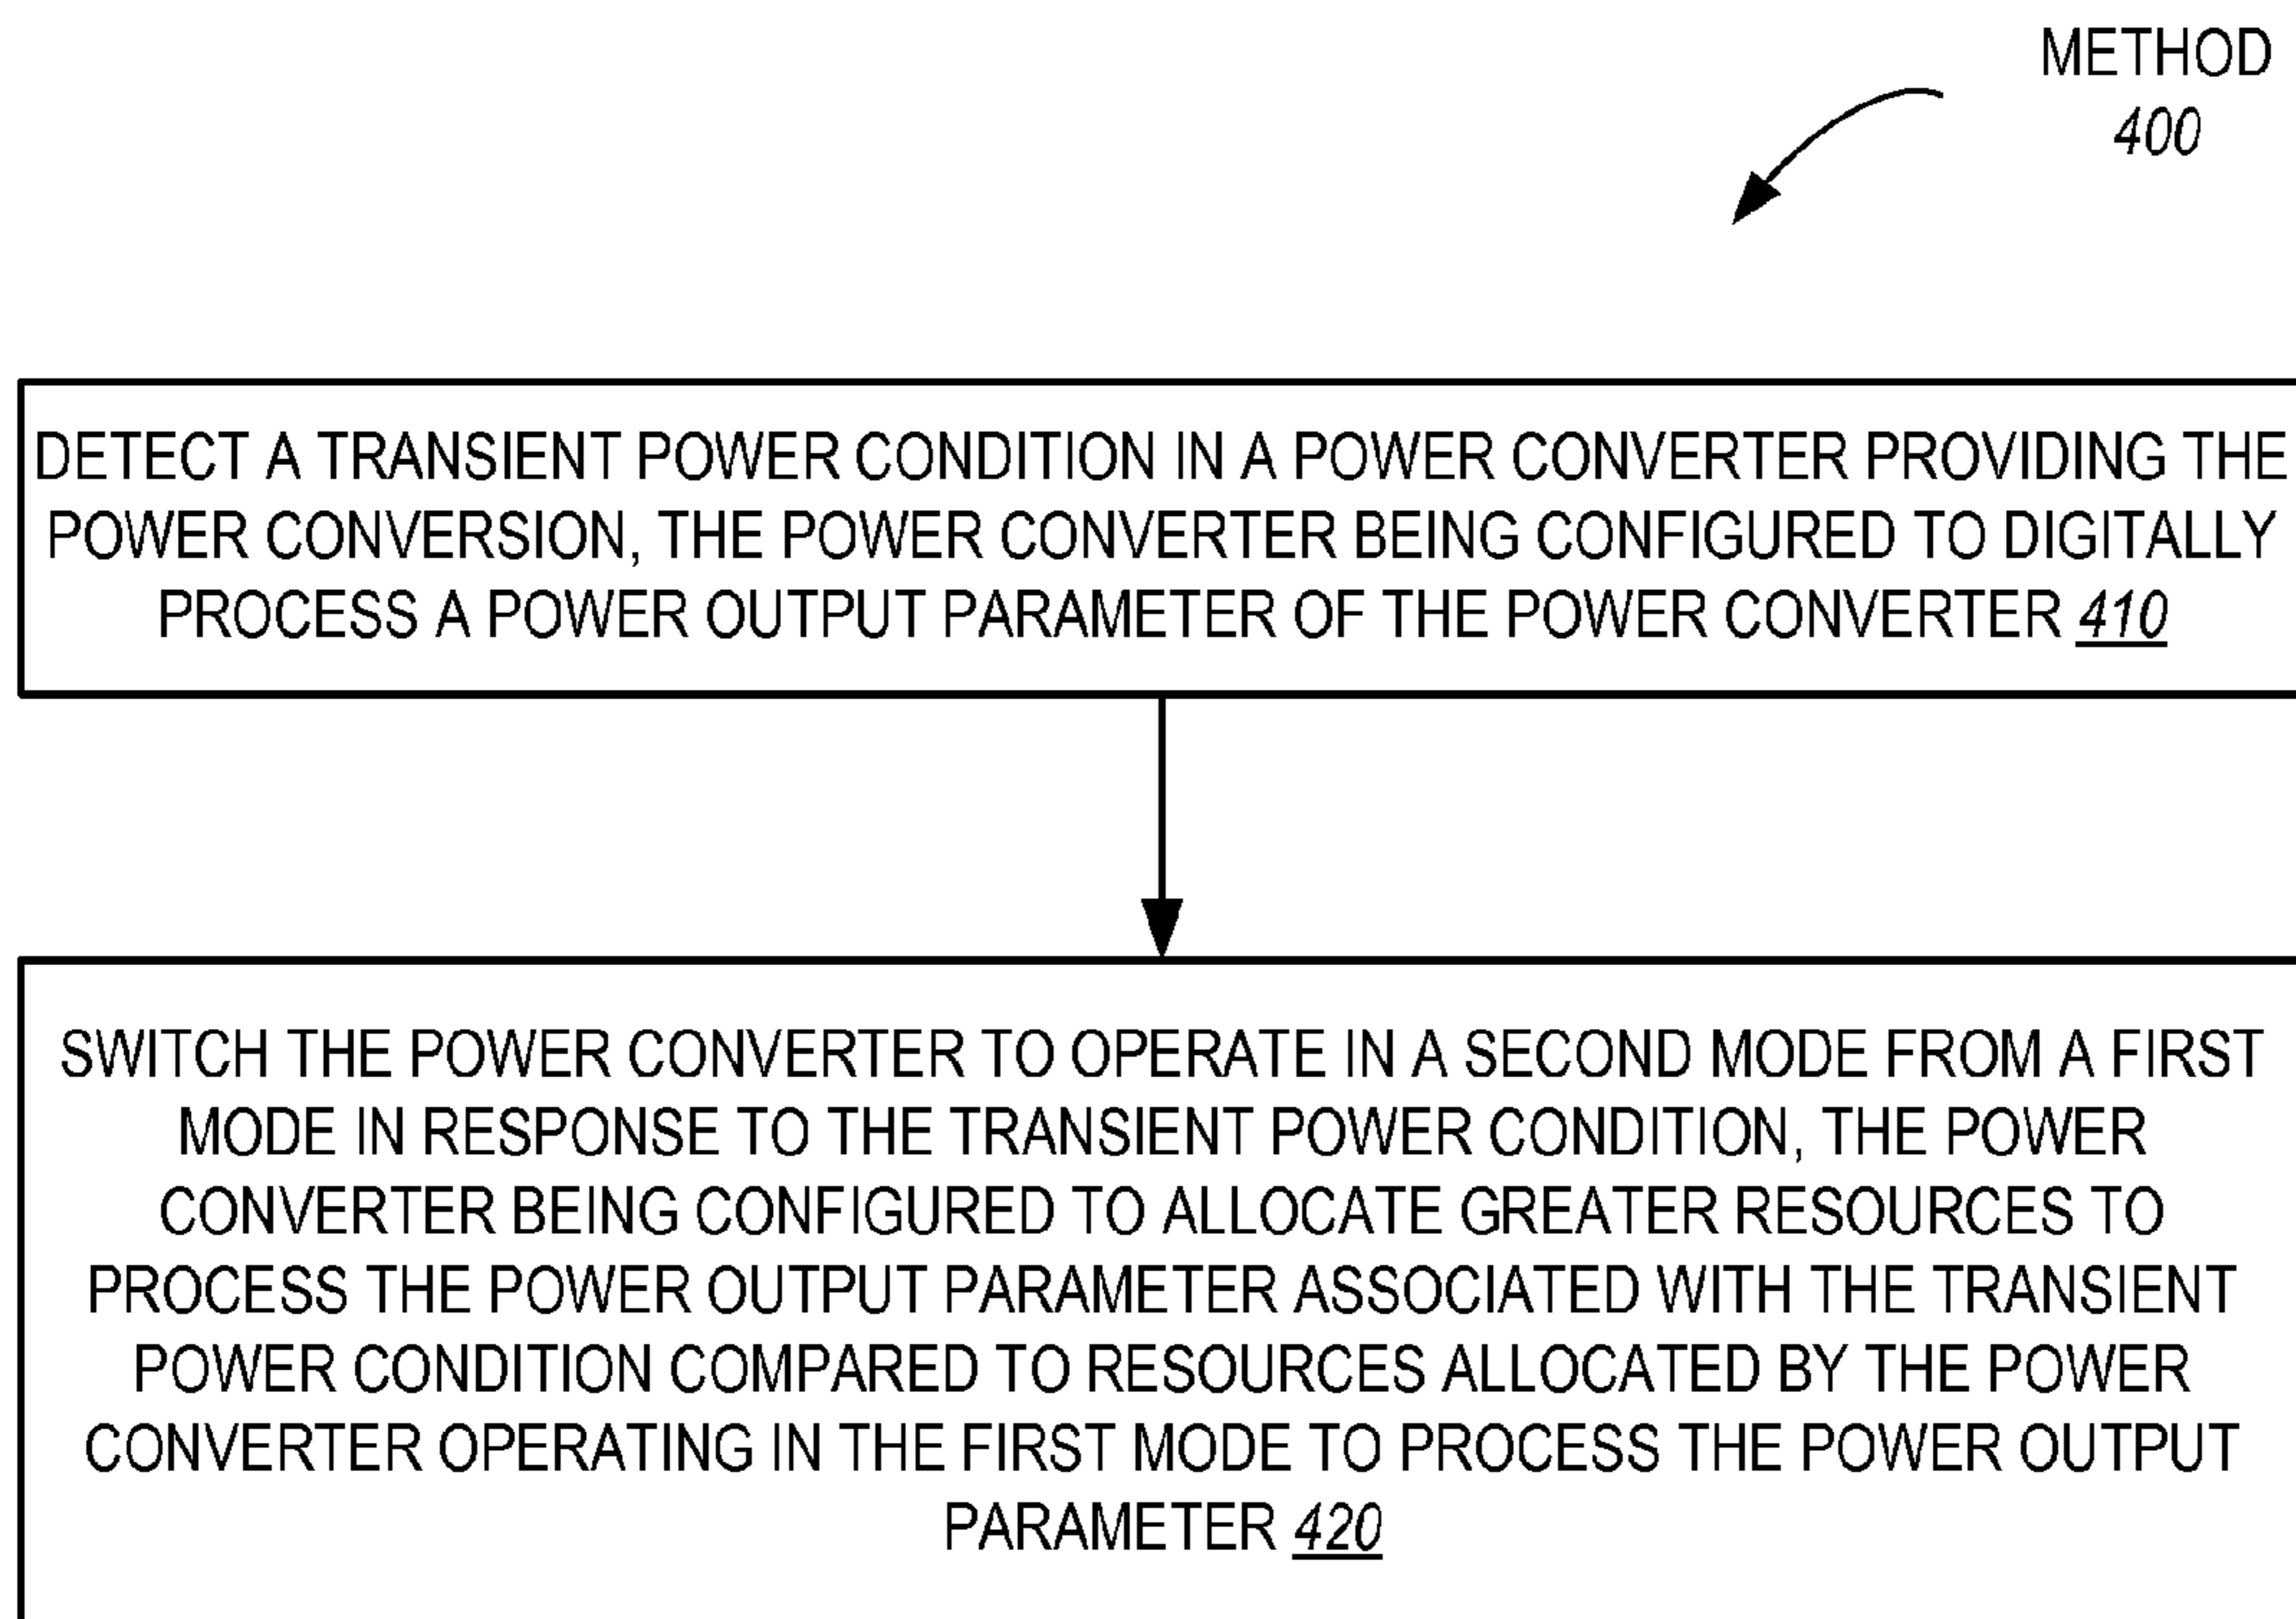 METHOD
400
DETECT A TRANSIENT POWER CONDITION IN A POWER CONVERTER PROVIDING THE
POWER CONVERSION, THE POWER CONVERTER BEING CONFIGURED TO DIGITALLY
PROCESS A POWER OUTPUT PARAMETER OF THE POWER CONVERTER 410
SWITCH THE POWER CONVERTER TO OPERATE IN A SECOND MODE FROM A FIRST
MODE IN RESPONSE TO THE TRANSIENT POWER CONDITION, THE POWER
CONVERTER BEING CONFIGURED TO ALLOCATE GREATER RESOURCES TO
PROCESS THE POWER OUTPUT PARAMETER ASSOCIATED WITH THE TRANSIENT
POWER CONDITION COMPARED TO RESOURCES ALLOCATED BY THE POWER
CONVERTER OPERATING IN THE FIRST MODE TO PROCESS THE POWER OUTPUT
PARAMETER 420